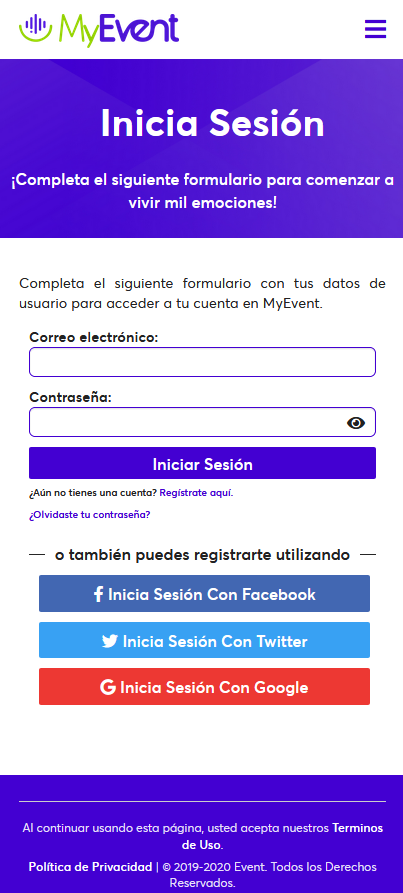 MyEvent
Inicia Sesión
¡Completa el siguiente formulario para comenzar a
vivir mil emociones!
Completa el siguiente formulario con tus datos de
usuario para acceder a tu cuenta en MyEvent.
Correo electrónico:
Contraseña:
Iniciar Sesión
¿Aún no tienes una cuenta? Regístrate aquí.
¿Olvidaste tu contraseña?
o también puedes registrarte utilizando
Inicia Sesión Con Facebook
Inicia Sesión Con Twitter
Inicia Sesión Con Google
Al continuar usando esta página, usted acepta nuestros Terminos
de Uso.
Política de Privacidad | © 2019-2020 Event. Todos los Derechos
Reservados.